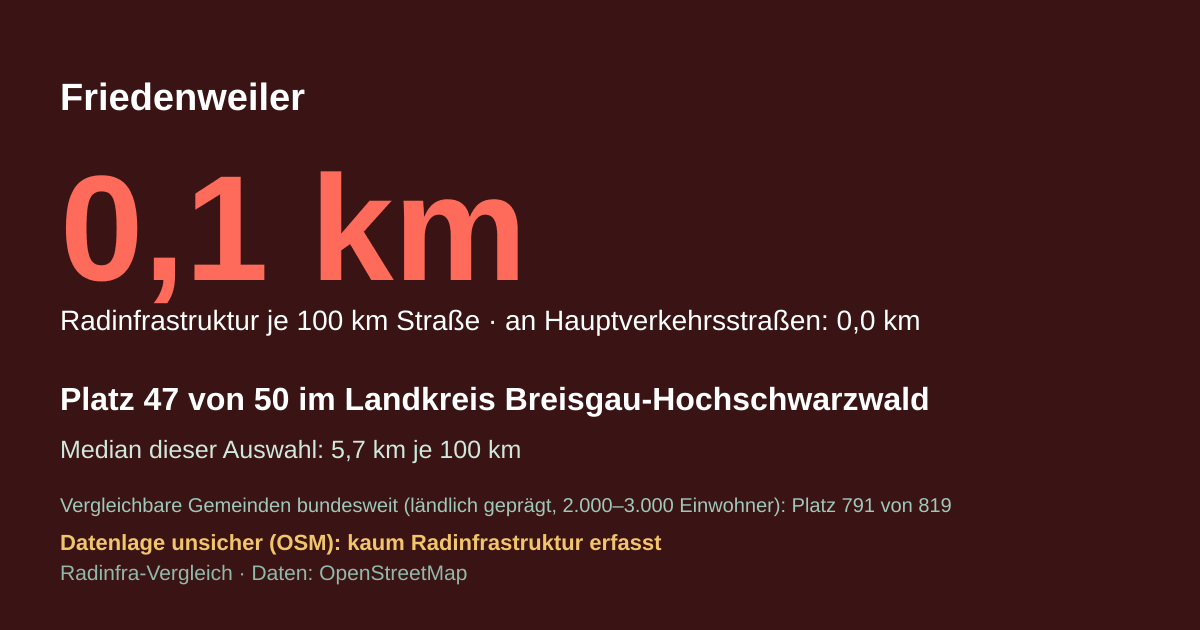 Friedenweiler
0,1 km
Radinfrastruktur je 100 km Straße · an Hauptverkehrsstraßen: 0,0 km
Platz 47 von 50 im Landkreis Breisgau-Hochschwarzwald
Median dieser Auswahl: 5,7 km je 100 km
Vergleichbare Gemeinden bundesweit (ländlich geprägt, 2.000–3.000 Einwohner): Platz 791 von 819
Datenlage unsicher (OSM): kaum Radinfrastruktur erfasst
Radinfra-Vergleich · Daten: OpenStreetMap